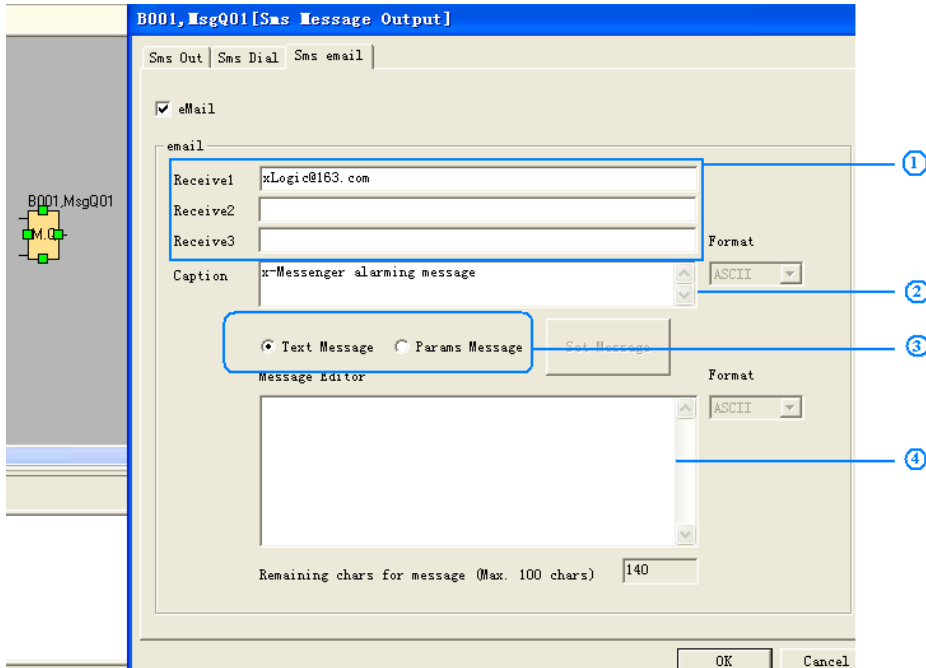 B001,MsgQ01[Sms Message Output]
Sms Out Sms Dial Sms email
eMail
email
Receive1 xLogic@163.com
1
B001,MsgQ01
Receive2
M.Q
Receive3
Format
Caption x-Messenger alarming message
ASCII
2
Text Message Params Message Set Message
3
Message Editor
Format
ASCII
4
Remaining chars for message (Max. 100 chars) 140
OK Cancel